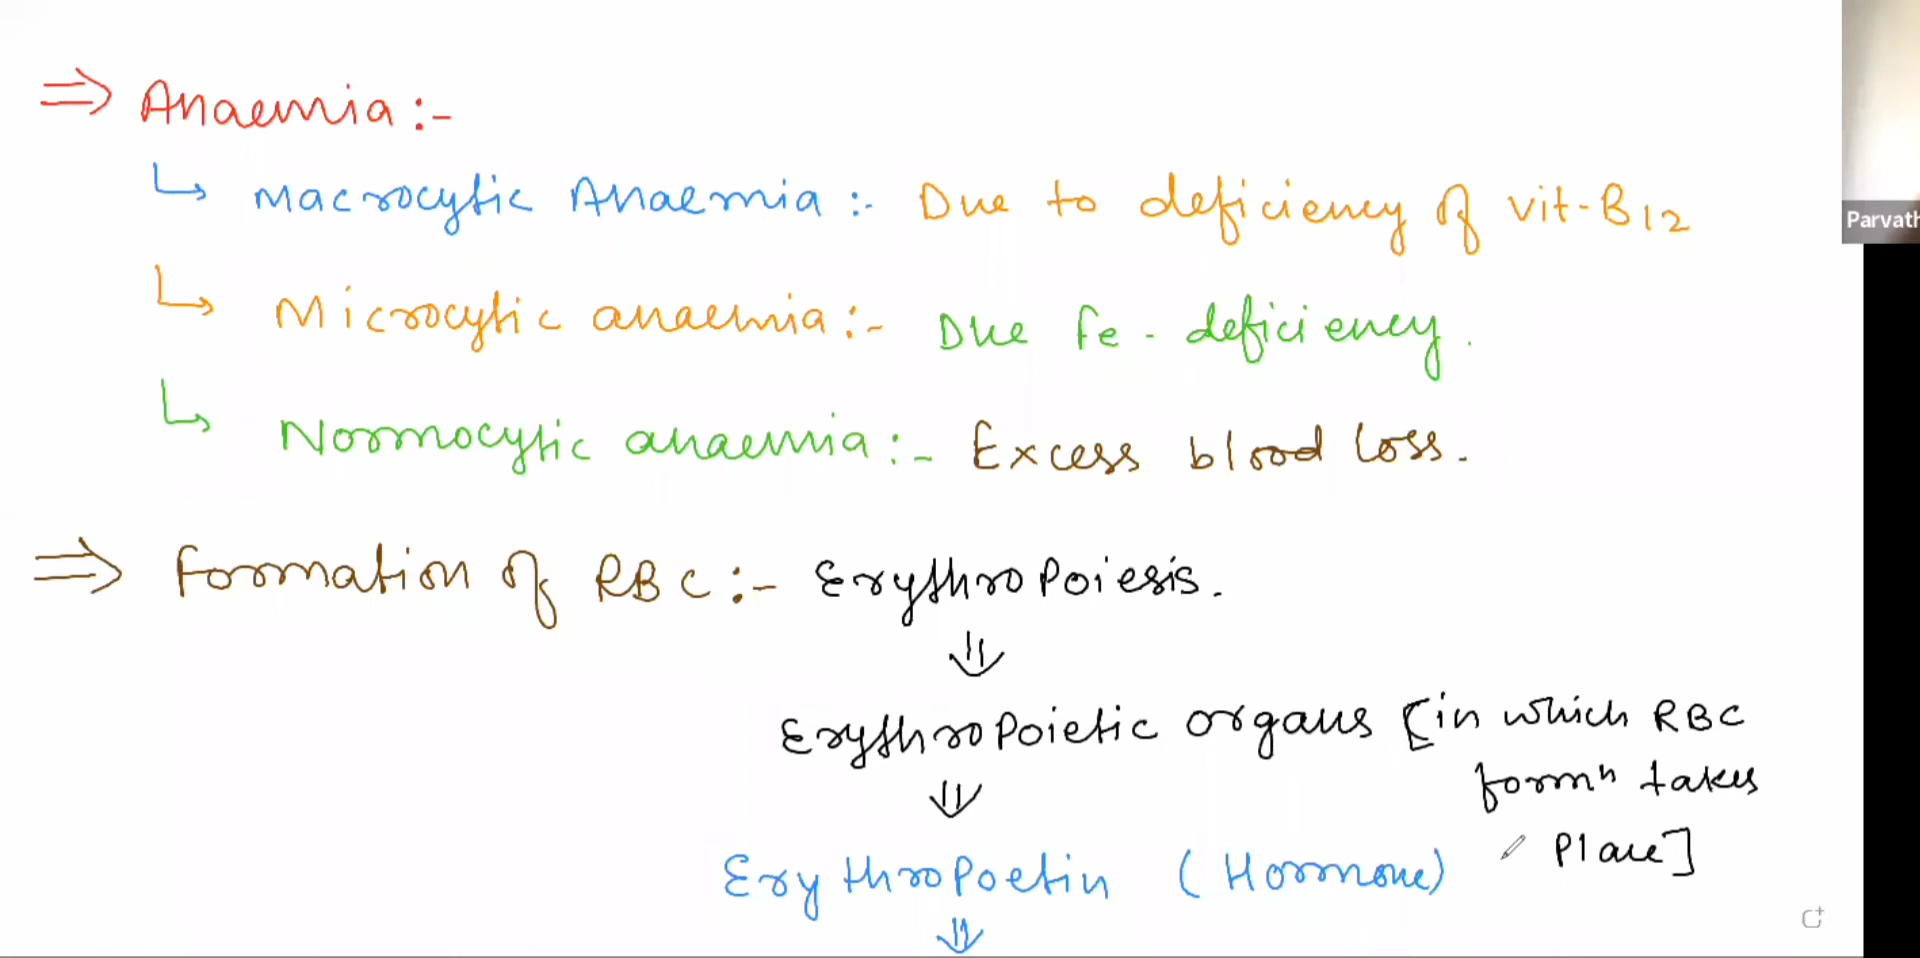 ⇒ Anaemia :-
↳ Macrocytic Anaemia :- Due to deficiency of vit-B12
Parvath
↳ Microcytic anaemia :- Due Fe - deficiency.
↳ Normocytic anaemia :- Excess blood loss.
⇒ Formation of RBC :- ErythroPoiesis.
⇓
ErythroPoietic organs [in which RBC
formⁿ takes
Place]
⇓
ErythroPoetin (Hormone)
⇓